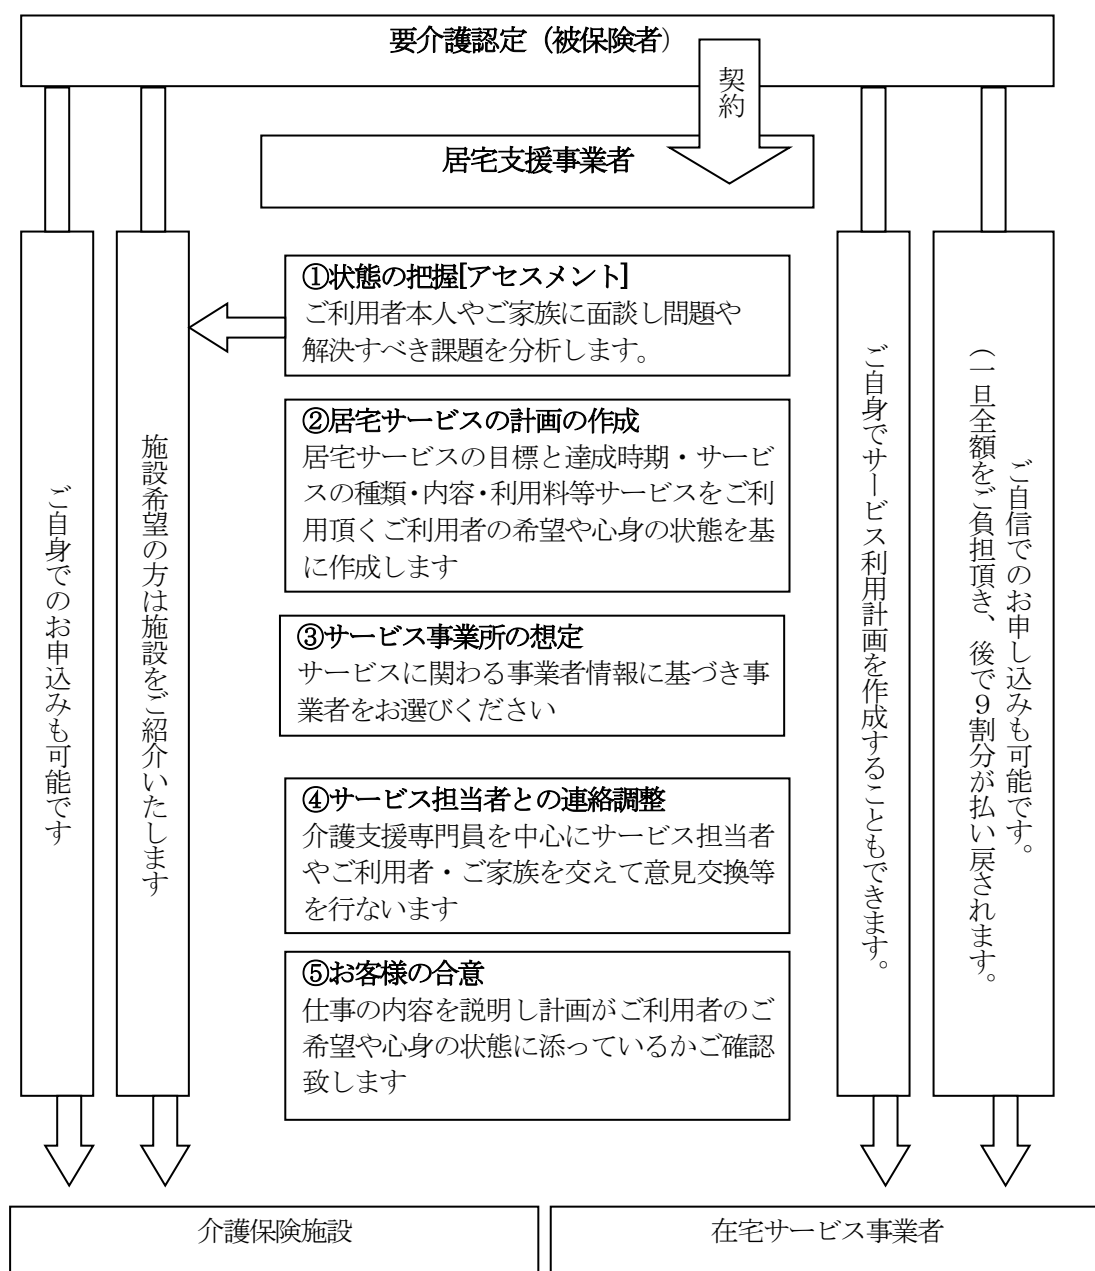 要介護認定（被保険者）
契約
居宅支援事業者
①状態の把握[アセスメント]
ご利用者本人やご家族に面談し問題や
解決すべき課題を分析します。
②居宅サービスの計画の作成
居宅サービスの目標と達成時期・サービ
スの種類・内容・利用料等サービスをご利
用頂くご利用者の希望や心身の状態を基
に作成します
③サービス事業所の想定
サービスに関わる事業者情報に基づき事
業者をお選びください
④サービス担当者との連絡調整
介護支援専門員を中心にサービス担当者
やご利用者・ご家族を交えて意見交換等
を行ないます
⑤お客様の合意
仕事の内容を説明し計画がご利用者のご
希望や心身の状態に添っているかご確認
致します
ご自身でのお申込みも可能です
施設希望の方は施設をご紹介いたします
ご自身でサービス利用計画を作成することもできます。
ご自信でのお申し込みも可能です。
（一旦全額をご負担頂き、後で９割分が払い戻されます。
介護保険施設
在宅サービス事業者